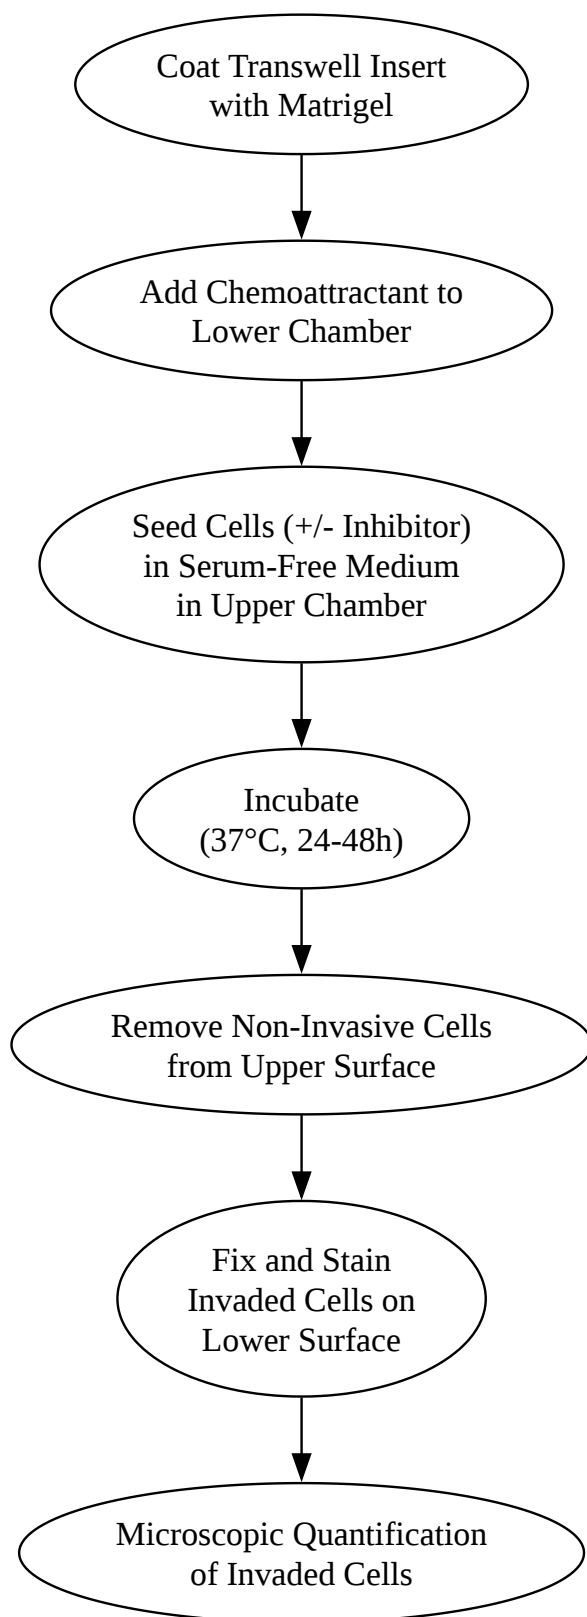 Coat Transwell Insert
with Matrigel
Add Chemoattractant to
Lower Chamber
Seed Cells (+/- Inhibitor)
in Serum-Free Medium
in Upper Chamber
Incubate
(37°C, 24-48h)
Remove Non-Invasive Cells
from Upper Surface
Fix and Stain
Invaded Cells on
Lower Surface
Microscopic Quantification
of Invaded Cells